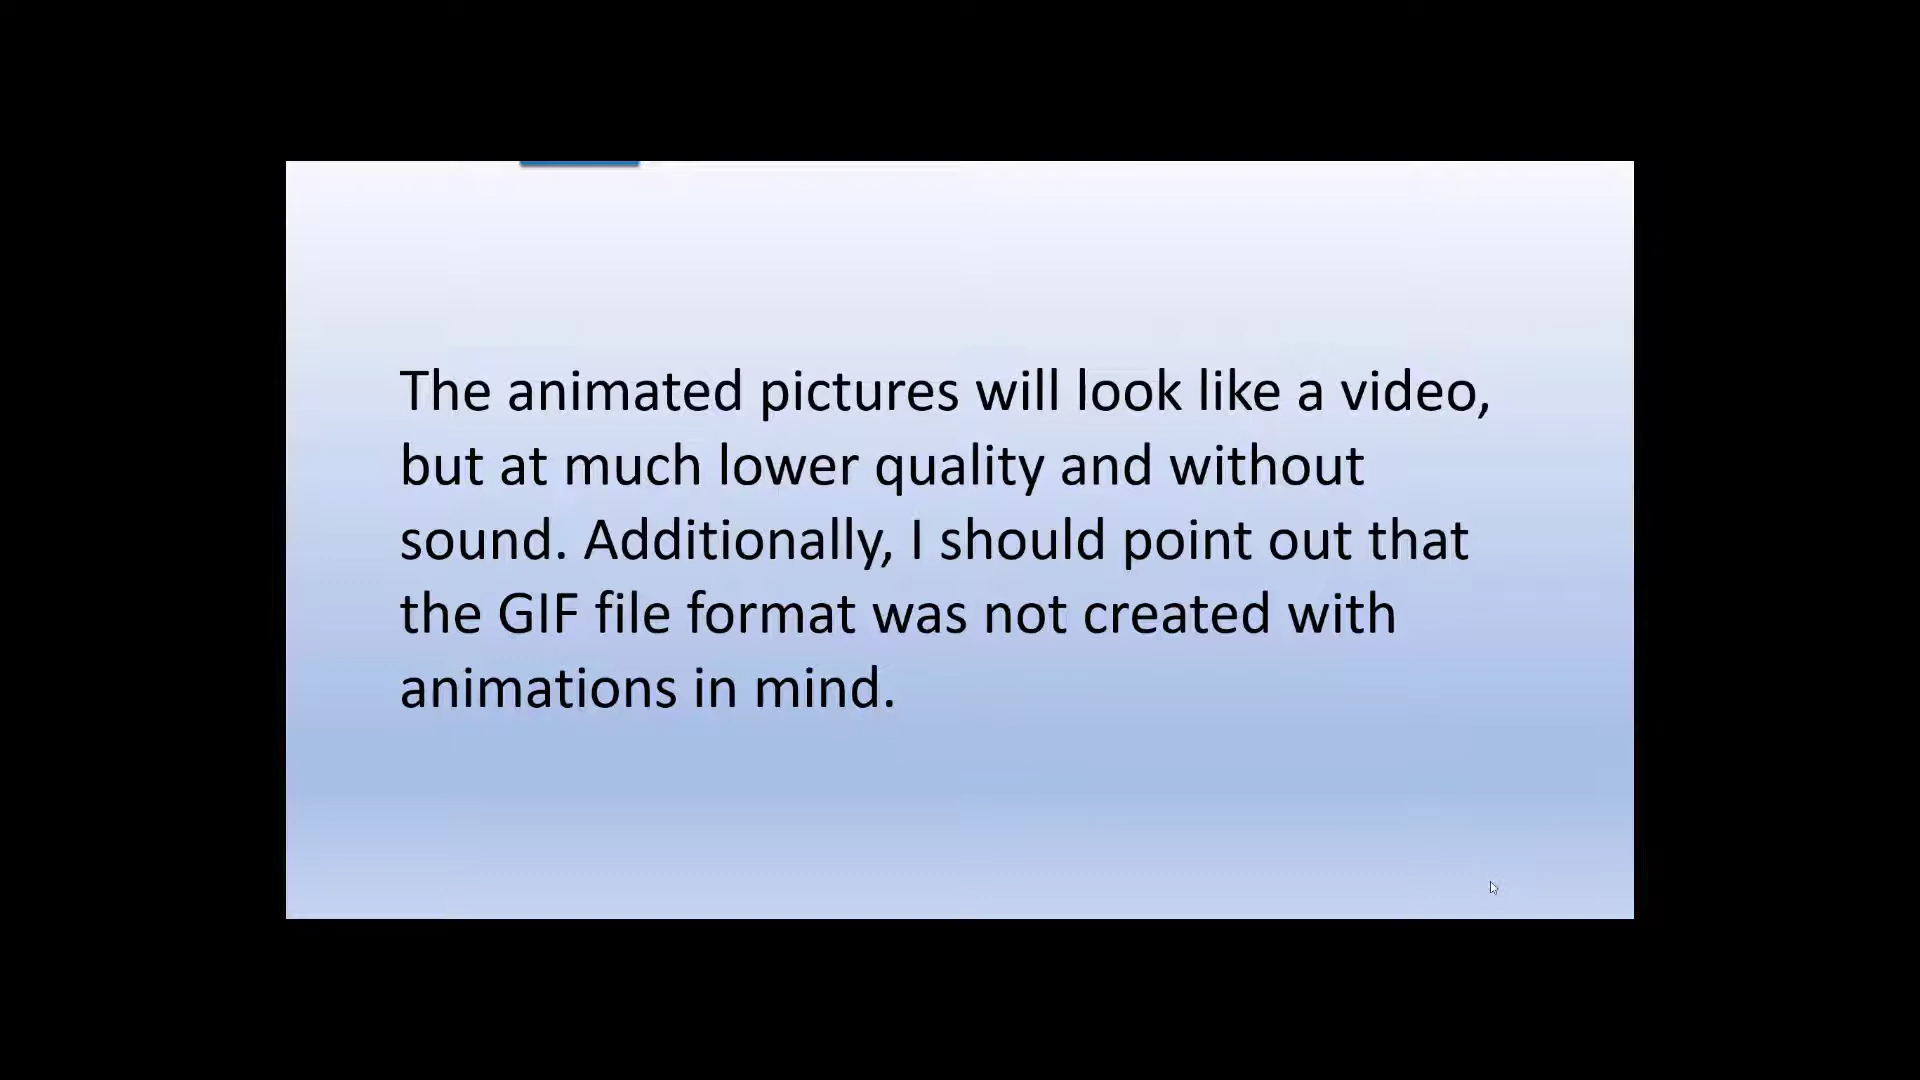 The animated pictures will look like a video,
but at much lower quality and without
sound. Additionally, I should point out that
the GIF file format was not created with
animations in mind.